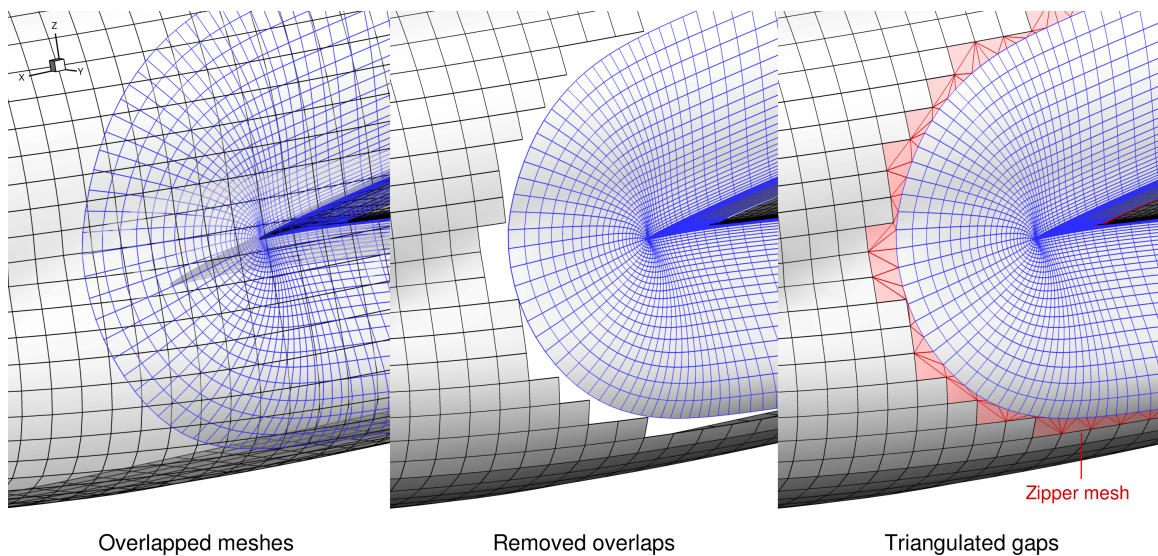 Z
X
Y
Zipper mesh
Overlapped meshes
Removed overlaps
Triangulated gaps